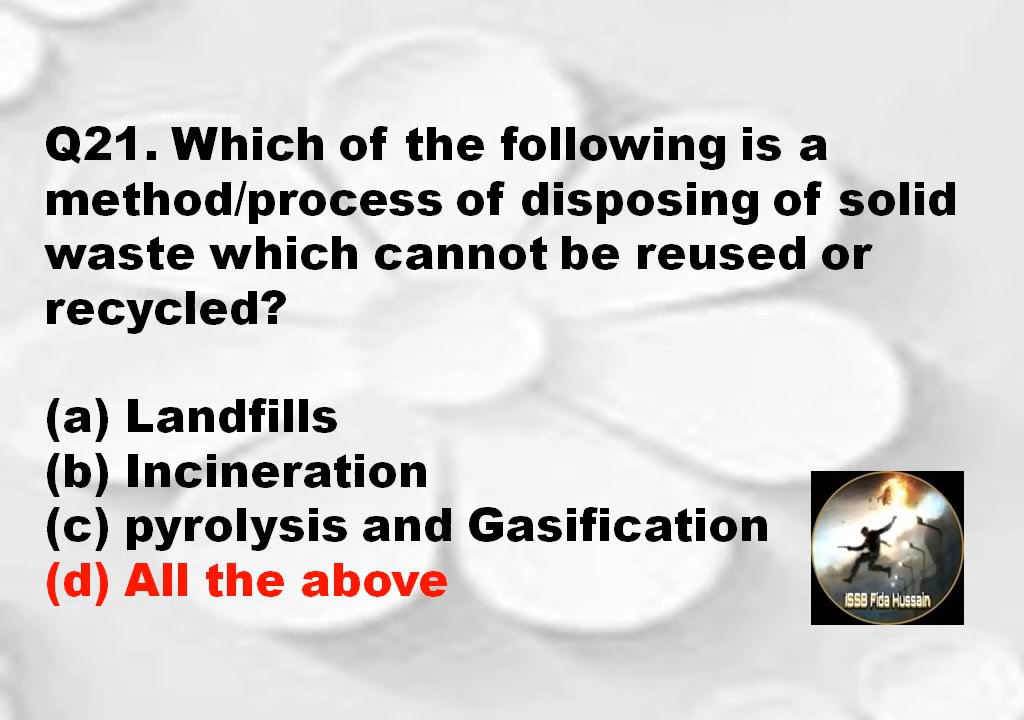 Q21. Which of the following is a
method/process of disposing of solid
waste which cannot be reused or
recycled?
(a) Landfills
(b) Incineration
(c) pyrolysis and Gasification
(d) All the above
ISSB Fida Hussain